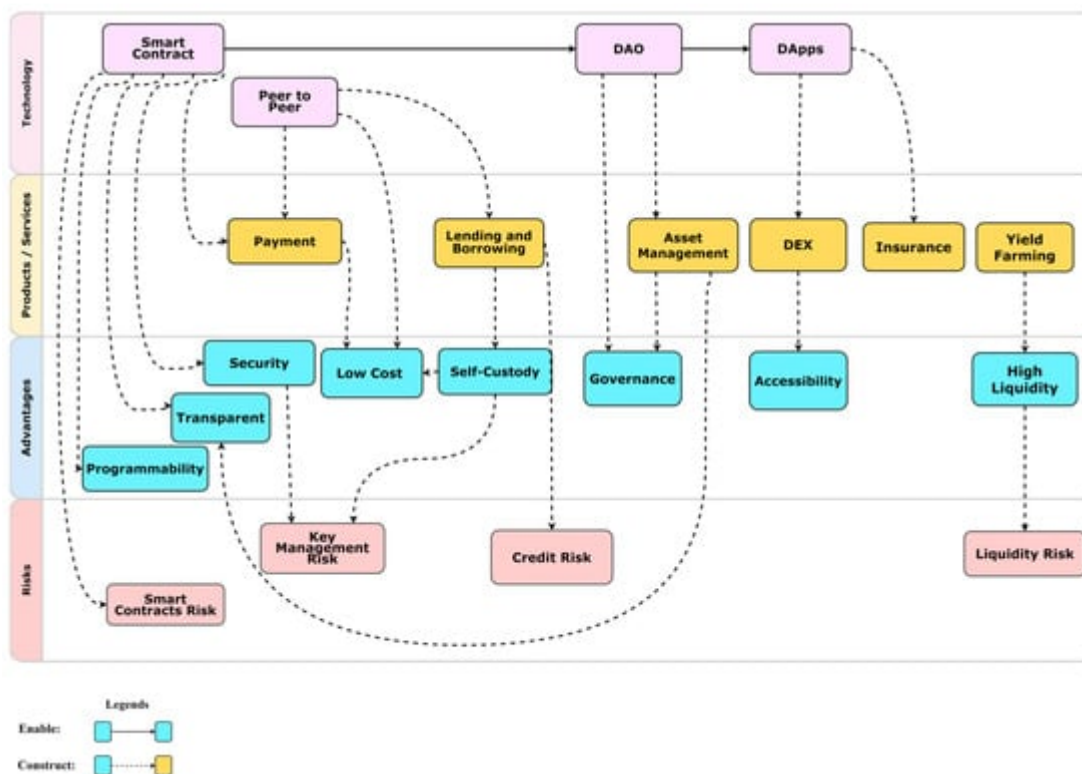 Technology
Smart
Contract
DAO
DApps
Peer to
Peer
Products / Services
Payment
Lending and
Borrowing
Asset
Management
DEX
Insurance
Yield
Farming
Advantages
Security
Low Cost
Self-Custody
Governance
Accessibility
High
Liquidity
Transparent
Programmability
Risks
Key
Management
Risk
Credit Risk
Liquidity Risk
Smart
Contracts Risk
Legends
Enable:
Construct: